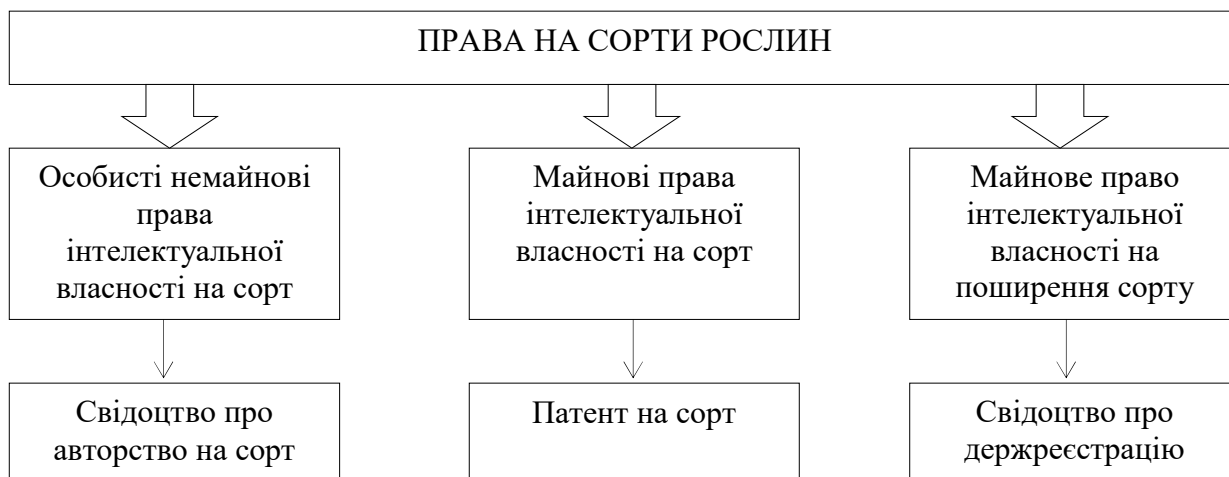 ПРАВА НА СОРТИ РОСЛИН
Особисті немайнові
права
інтелектуальної
власності на сорт
Майнові права
інтелектуальної
власності на сорт
Майнове право
інтелектуальної
власності на
поширення сорту
Свідоцтво про
авторство на сорт
Патент на сорт
Свідоцтво про
держреєстрацію